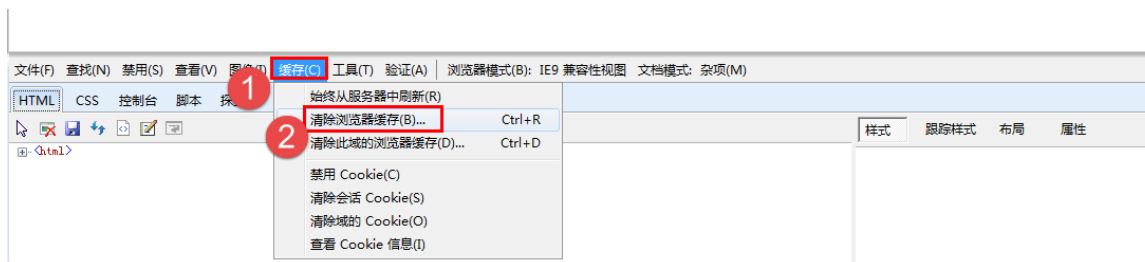 文件(F) 查找(N) 禁用(S) 查看(V) 图像(I) 缓存(C) 工具(T) 验证(A) 浏览器模式(B): IE9 兼容性视图 文档模式: 杂项(M)
1
HTML CSS 控制台 脚本 探
始终从服务器中刷新(R)
2
清除浏览器缓存(B)... Ctrl+R
清除此域的浏览器缓存(D)... Ctrl+D
样式 跟踪样式 布局 属性
<html>
禁用 Cookie(C)
清除会话 Cookie(S)
清除域的 Cookie(O)
查看 Cookie 信息(I)